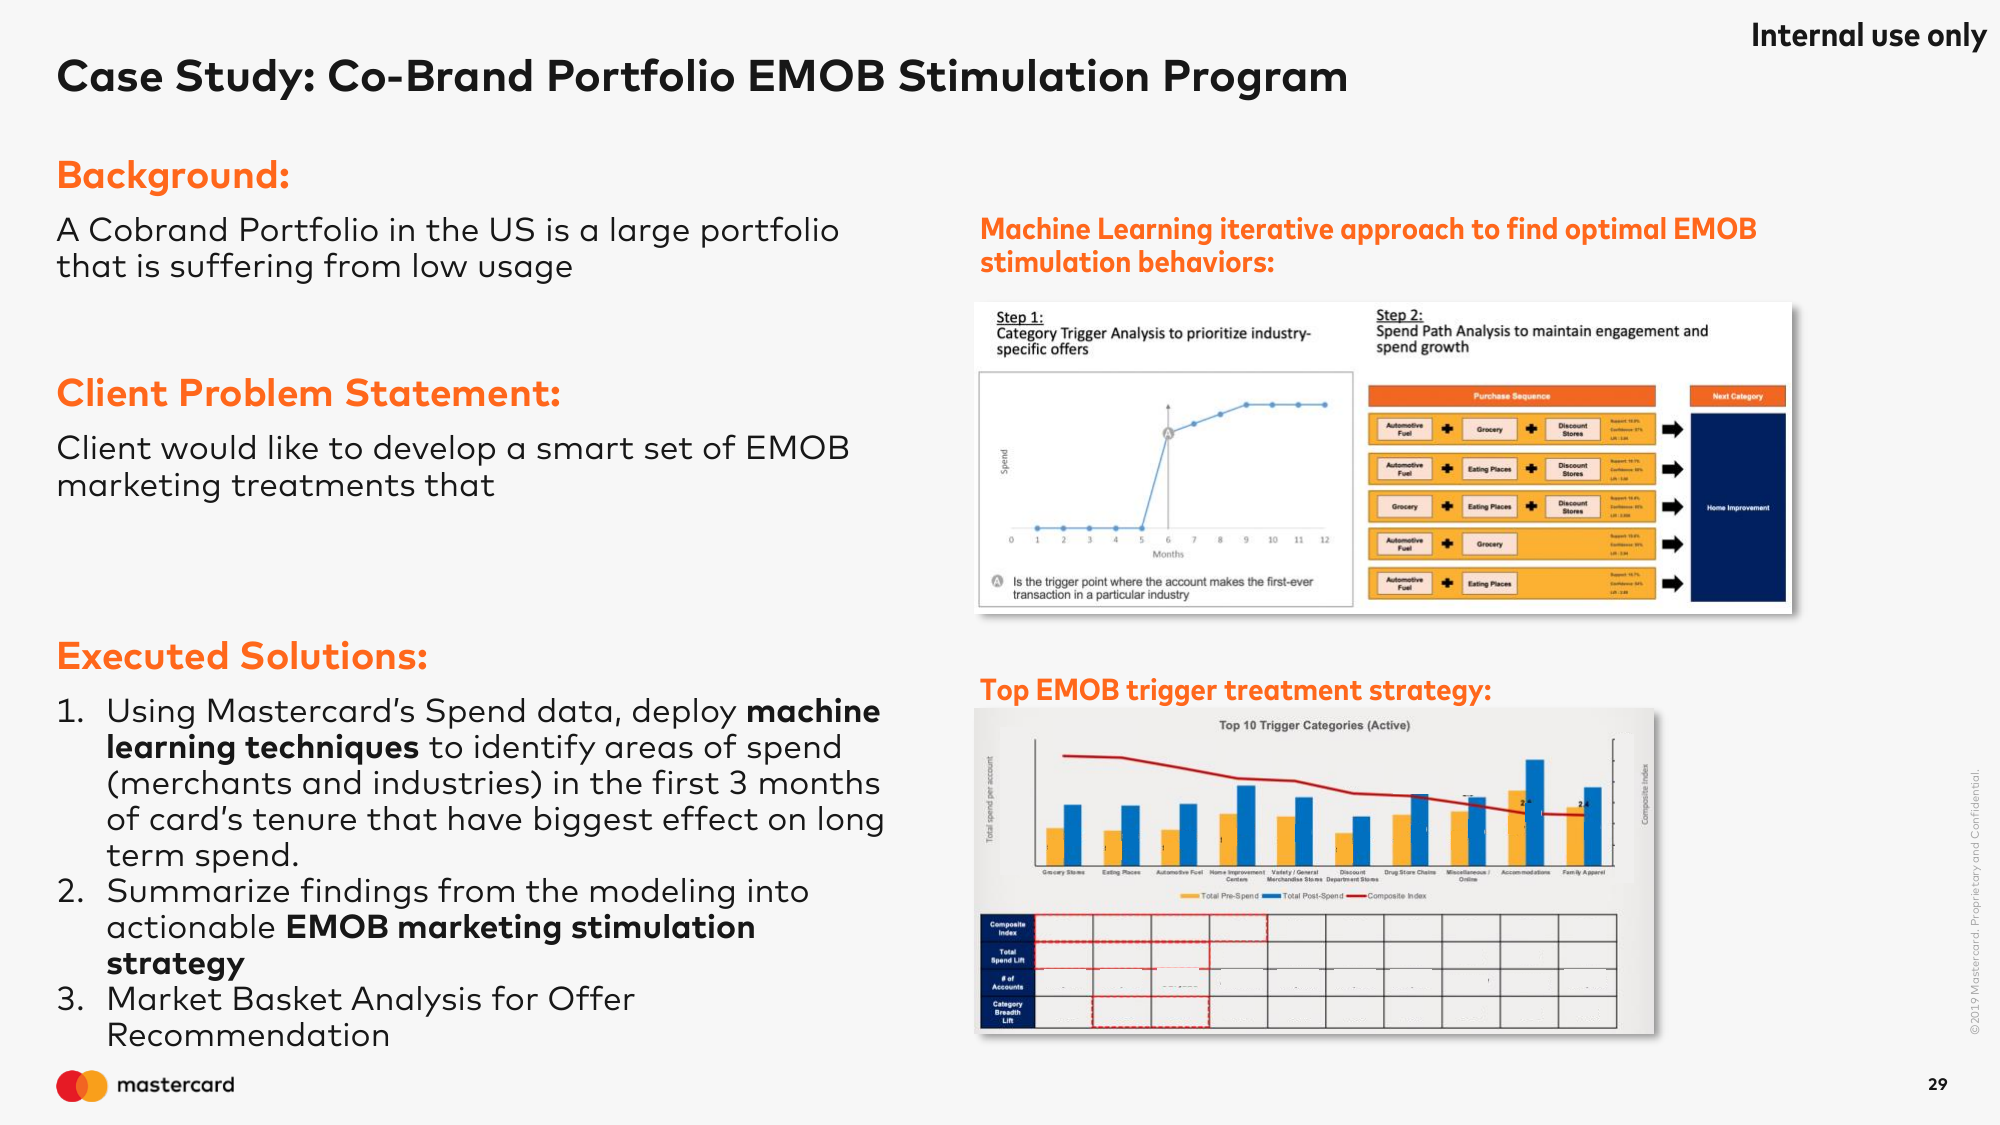 Internal use only
Case Study: Co-Brand Portfolio EMOB Stimulation Program
Background:
A Cobrand Portfolio in the US is a large portfolio
that is suffering from low usage
Client Problem Statement:
Client would like to develop a smart set of EMOB
marketing treatments that
Executed Solutions:
1. Using Mastercard's Spend data, deploy machine
learning techniques to identify areas of spend
(merchants and industries) in the first 3 months
of card's tenure that have biggest effect on long
term spend.
2. Summarize findings from the modeling into
actionable EMOB marketing stimulation
strategy
3. Market Basket Analysis for Offer
Recommendation
Machine Learning iterative approach to find optimal EMOB
stimulation behaviors:
Step 1:
Category Trigger Analysis to prioritize industry-
specific offers
Spend
A
0 1 2 3 4 5 6 7 8 9 10 11 12
Months
A Is the trigger point where the account makes the first-ever
transaction in a particular industry
Step 2:
Spend Path Analysis to maintain engagement and
spend growth
Purchase Sequence
Next Category
Automotive Fuel + Grocery + Discount Stores
Automotive Fuel + Eating Places + Discount Stores
Grocery + Eating Places + Discount Stores
Automotive Fuel + Grocery
Automotive Fuel + Eating Places
Home Improvement
Top EMOB trigger treatment strategy:
Top 10 Trigger Categories (Active)
Total spend per account
Composite Index
2.4
Grocery Stores Eating Places Automotive Fuel Home Improvement Variety / General Discount Drug Store Chains Miscellaneous / Accommodations Family Apparel
Centers Merchandise Stores Department Stores Online
Total Pre-Spend Total Post-Spend Composite Index
Composite
Index
Total
Spend Lift
# of
Accounts
Category
Breadth
Lift
©2019 Mastercard. Proprietary and Confidential.
mastercard
29